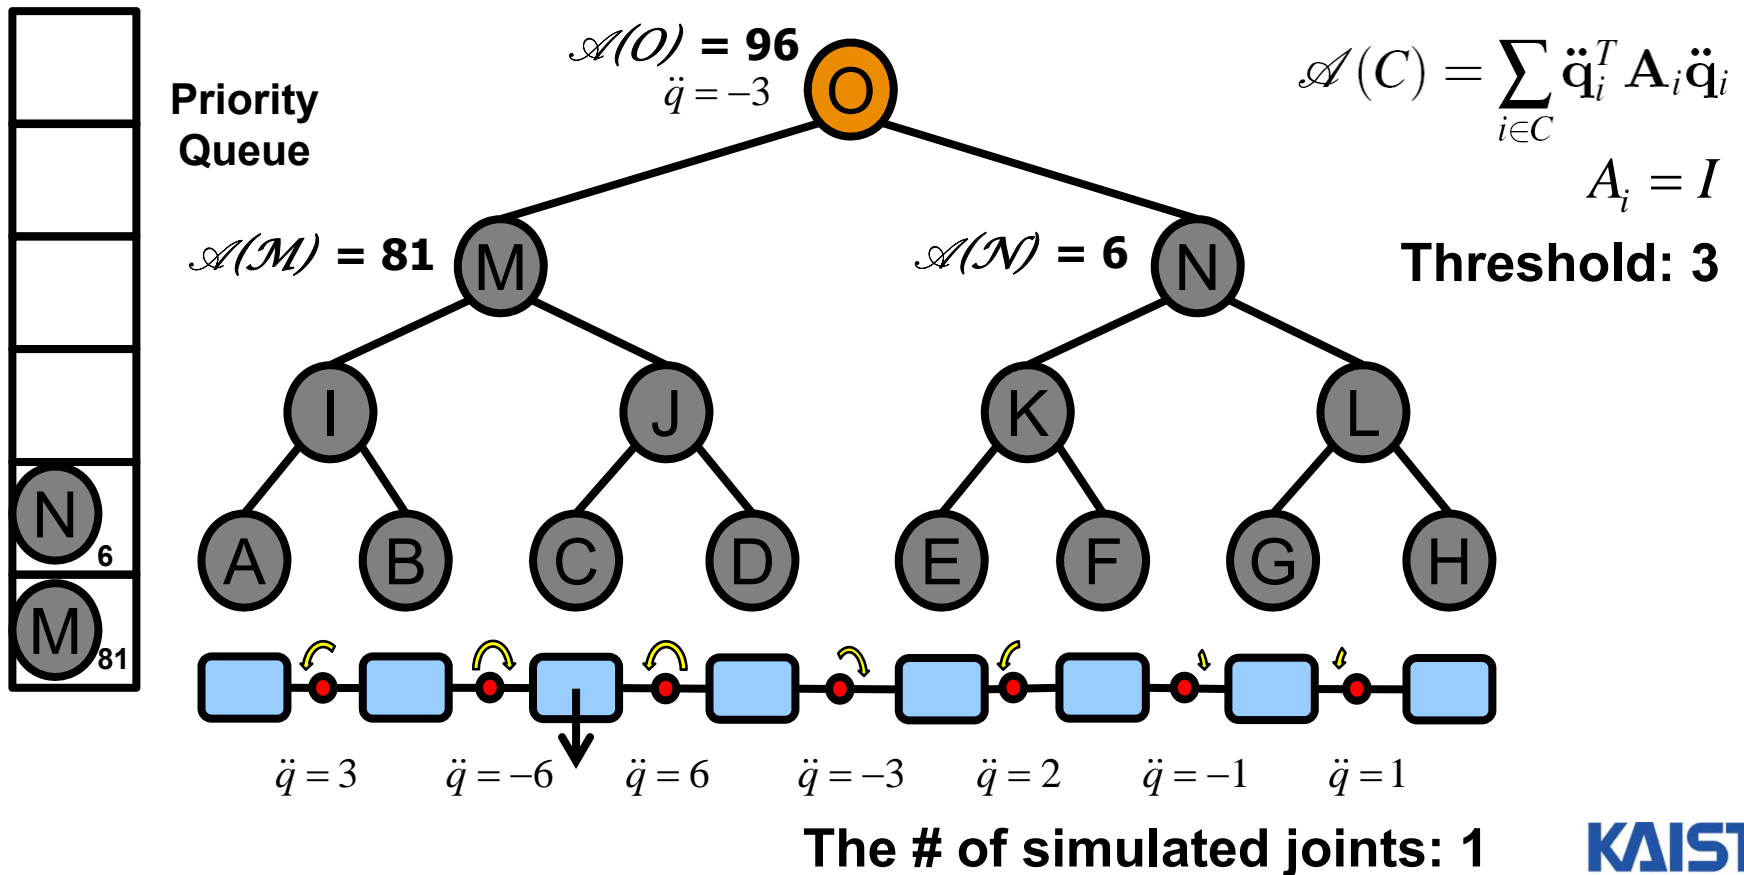 Priority
Queue
𝒜(O) = 96
q̈ = −3
O
𝒜(C) = ∑ i∈C q̈ᵢᵀ Aᵢ q̈ᵢ
Aᵢ = I
Threshold: 3
𝒜(M) = 81
M
𝒜(N) = 6
N
I
J
K
L
N 6
M 81
A
B
C
D
E
F
G
H
q̈ = 3
q̈ = −6
q̈ = 6
q̈ = −3
q̈ = 2
q̈ = −1
q̈ = 1
The # of simulated joints: 1
KAIST